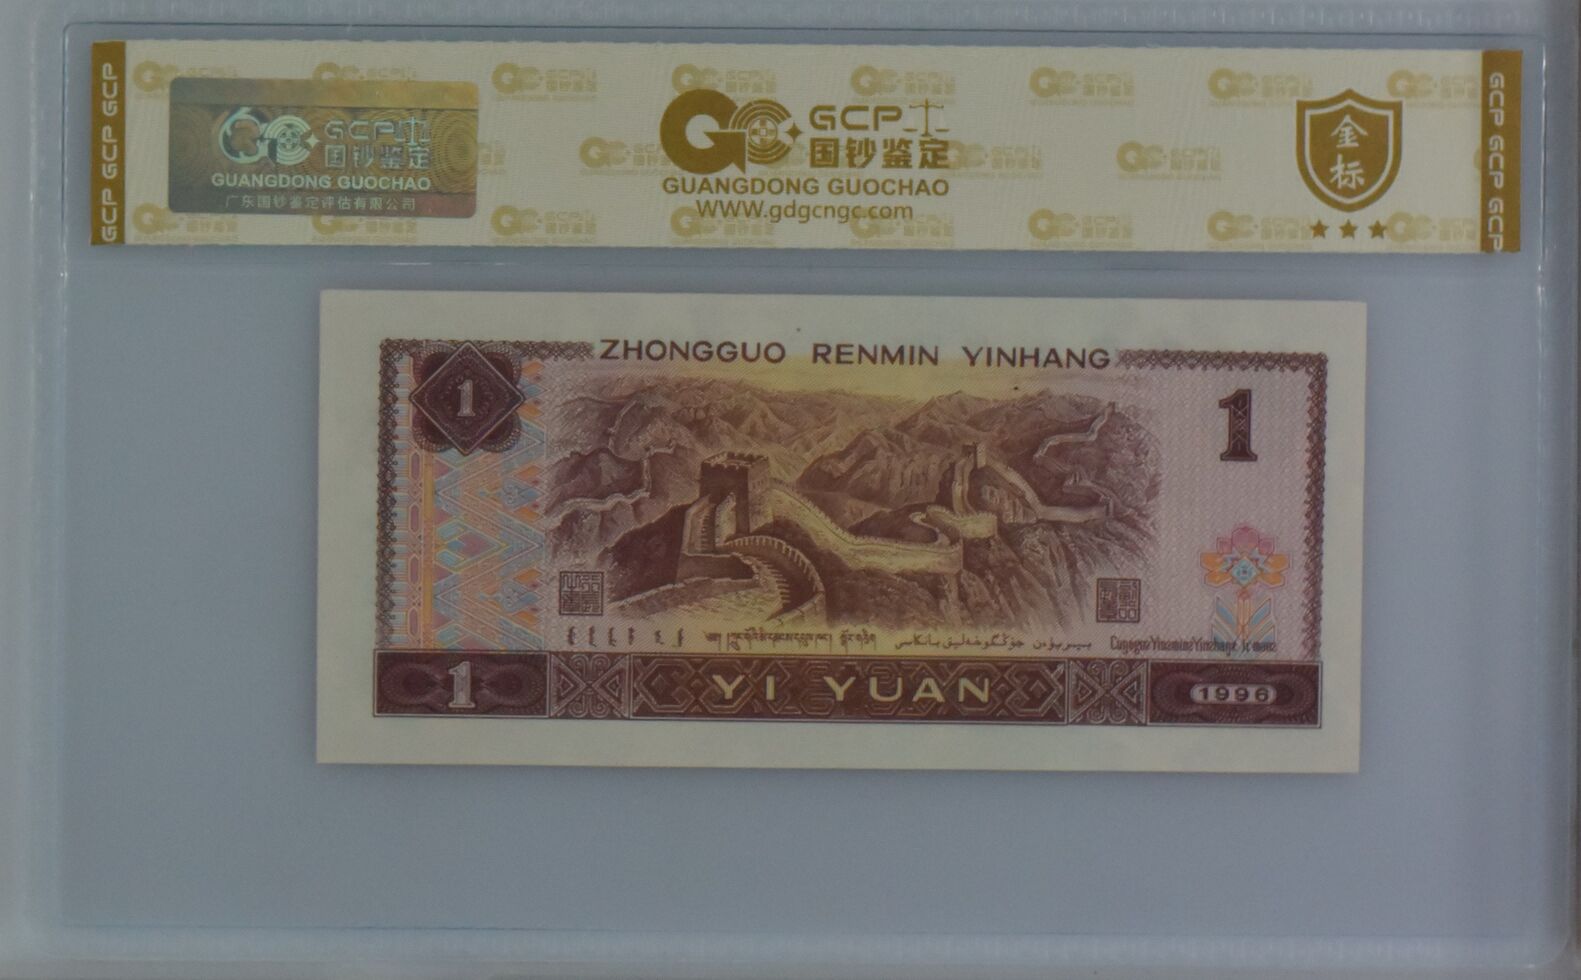 GCP GCP GCP
GCP
国钞鉴定
GUANGDONG GUOCHAO
广东国钞鉴定评估有限公司
GCP
国钞鉴定
GUANGDONG GUOCHAO
WWW.gdgcngc.com
金标
GCP GCP GCP
ZHONGGUO RENMIN YINHANG
1
1
1
YI YUAN
1996